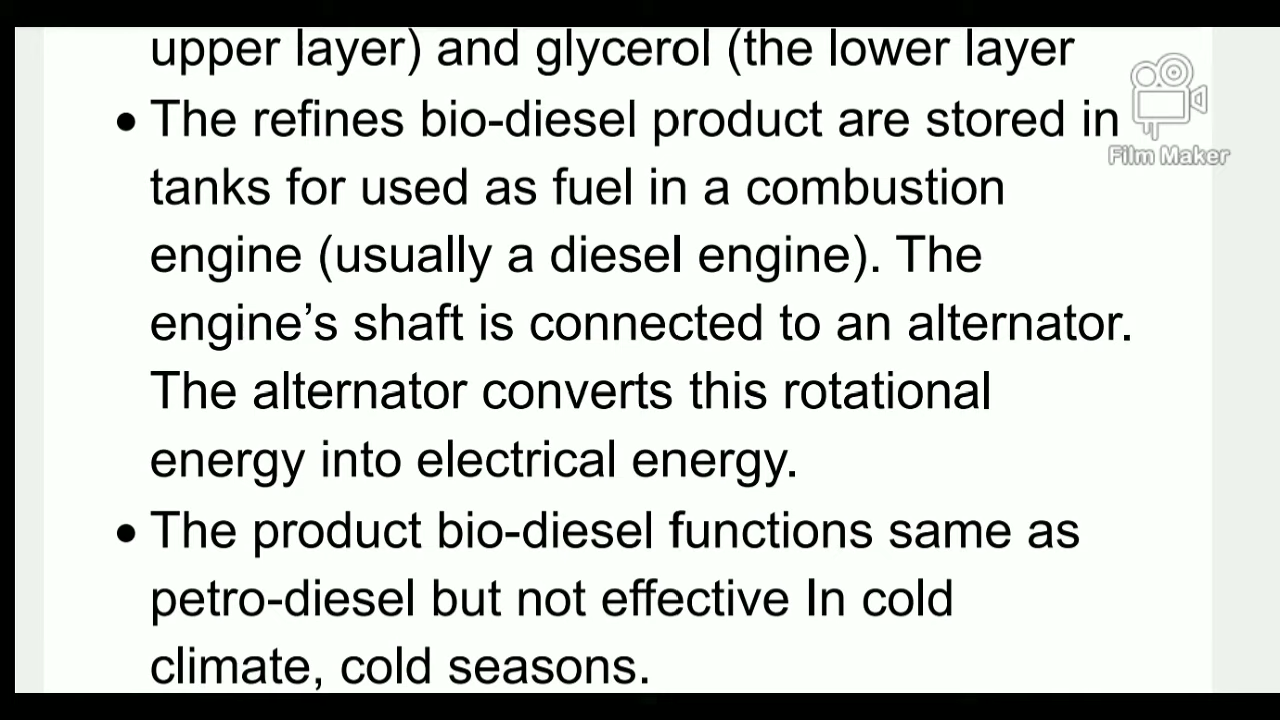 upper layer) and glycerol (the lower layer
• The refines bio-diesel product are stored in
tanks for used as fuel in a combustion
engine (usually a diesel engine). The
engine’s shaft is connected to an alternator.
The alternator converts this rotational
energy into electrical energy.
• The product bio-diesel functions same as
petro-diesel but not effective In cold
climate, cold seasons.
Film Maker